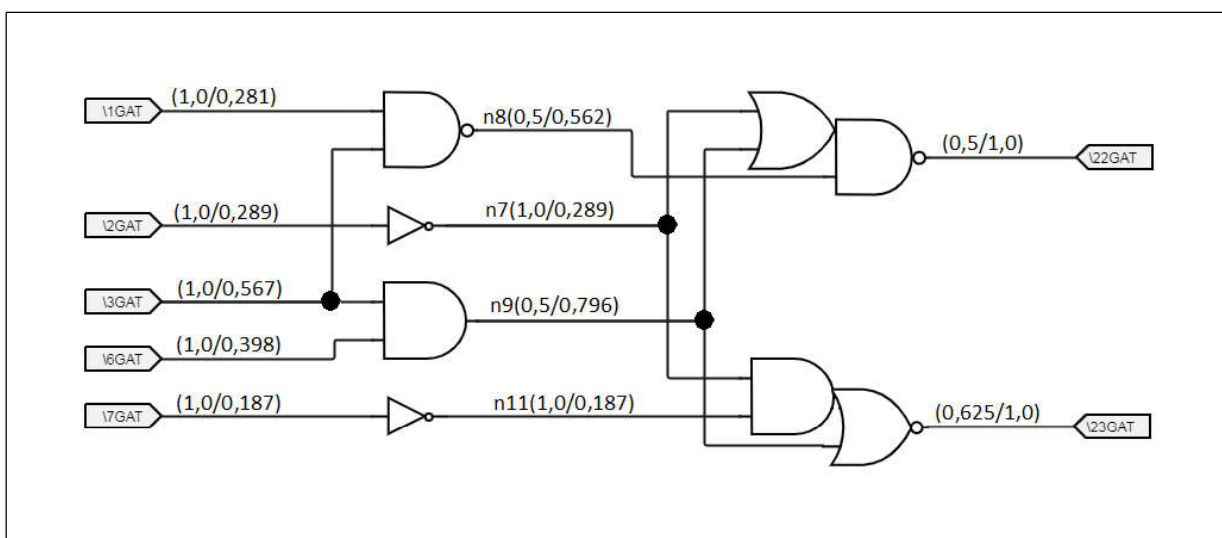 \1GAT
(1,0/0,281)
n8(0,5/0,562)
(0,5/1,0)
\22GAT
\2GAT
(1,0/0,289)
n7(1,0/0,289)
\3GAT
(1,0/0,567)
n9(0,5/0,796)
\6GAT
(1,0/0,398)
\7GAT
(1,0/0,187)
n11(1,0/0,187)
(0,625/1,0)
\23GAT